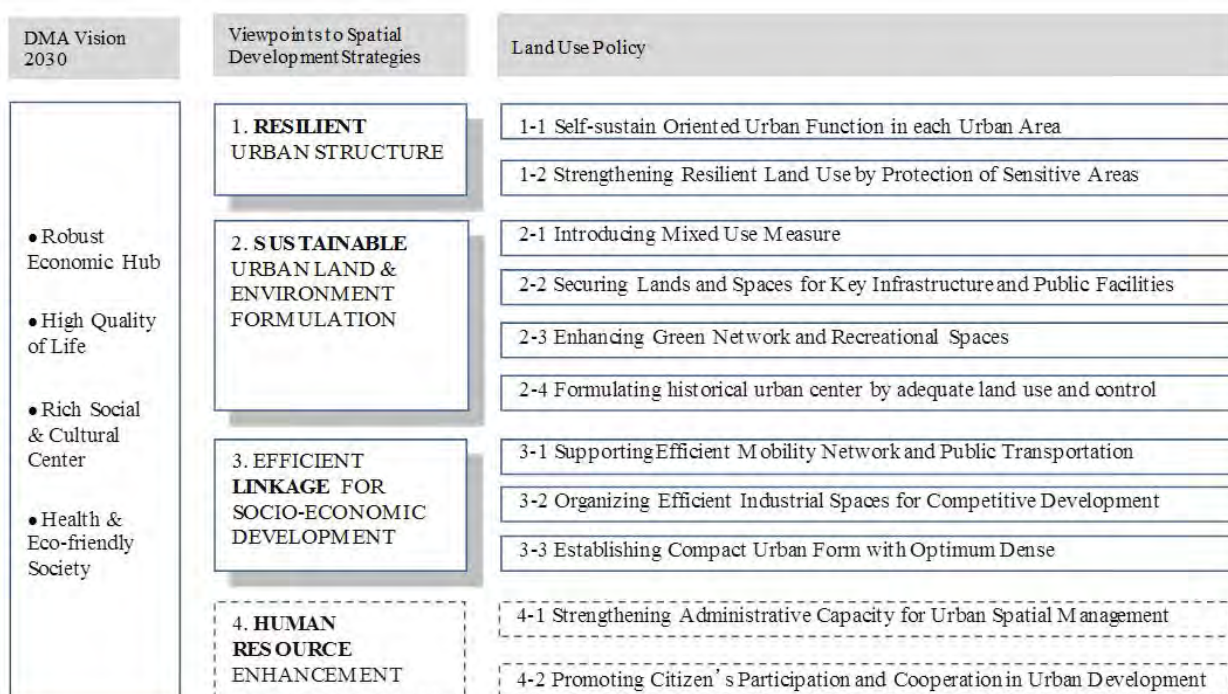 DMA Vision
2030
Viewpoints to Spatial
Development Strategies
Land Use Policy
● Robust
Economic Hub
● High Quality
of Life
● Rich Social
& Cultural
Center
● Health &
Eco-friendly
Society
1. RESILIENT
URBAN STRUCTURE
1-1 Self-sustain Oriented Urban Function in each Urban Area
1-2 Strengthening Resilient Land Use by Protection of Sensitive Areas
2. SUSTAINABLE
URBAN LAND &
ENVIRONMENT
FORMULATION
2-1 Introducing Mixed Use Measure
2-2 Securing Lands and Spaces for Key Infrastructure and Public Facilities
2-3 Enhancing Green Network and Recreational Spaces
2-4 Formulating historical urban center by adequate land use and control
3. EFFICIENT
LINKAGE FOR
SOCIO-ECONOMIC
DEVELOPMENT
3-1 Supporting Efficient Mobility Network and Public Transportation
3-2 Organizing Efficient Industrial Spaces for Competitive Development
3-3 Establishing Compact Urban Form with Optimum Dense
4. HUMAN
RESOURCE
ENHANCEMENT
4-1 Strengthening Administrative Capacity for Urban Spatial Management
4-2 Promoting Citizen's Participation and Cooperation in Urban Development